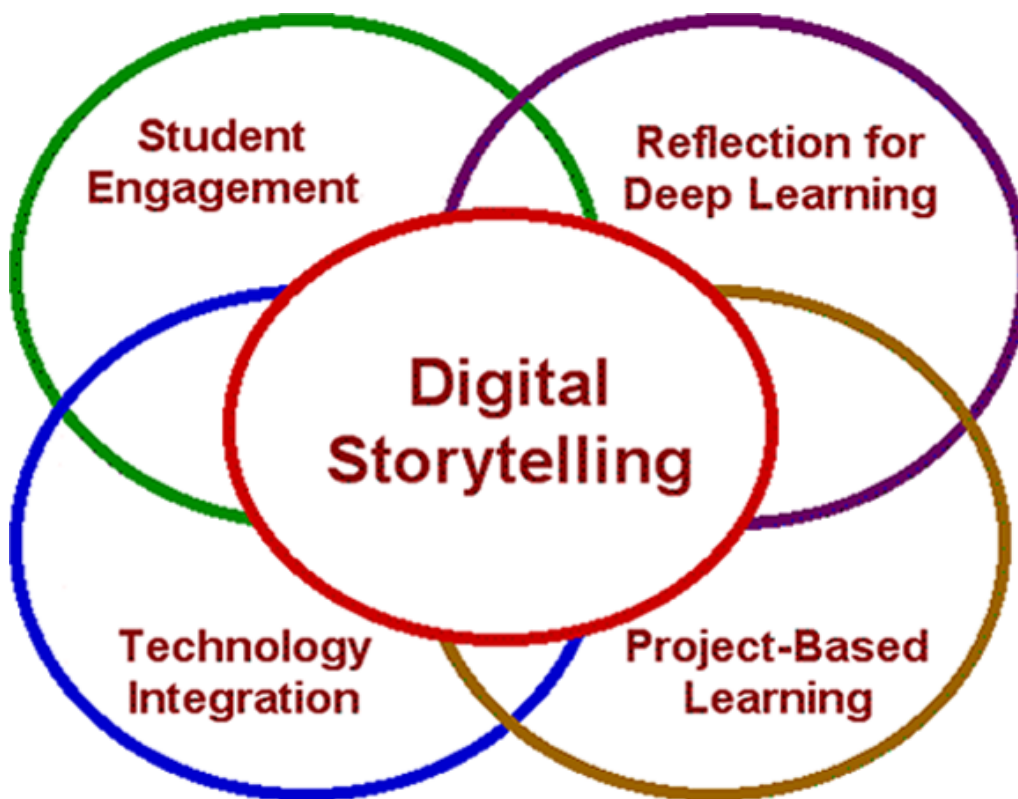 Student
Engagement
Reflection for
Deep Learning
Digital
Storytelling
Technology
Integration
Project-Based
Learning